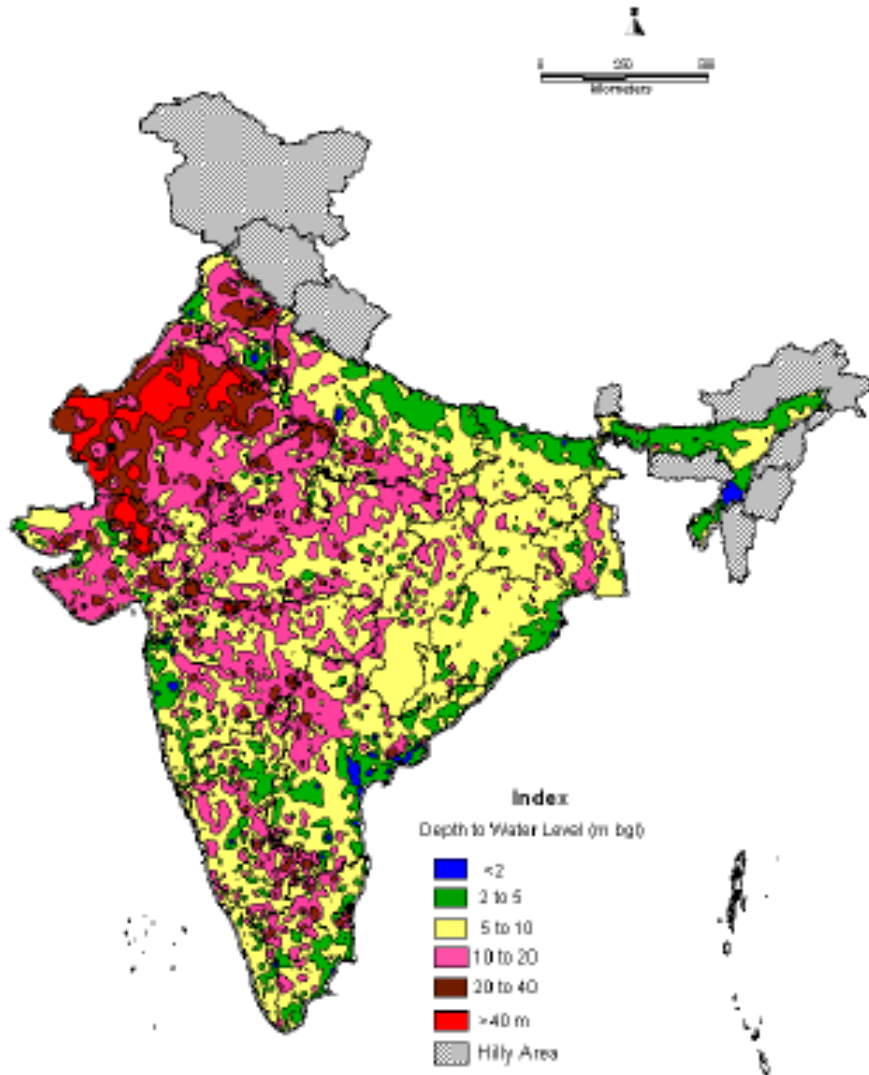 Index
Depth to Water Level (m bgl)
<2
2 to 5
5 to 10
10 to 20
20 to 40
>40 m
Hilly Area
kilometers